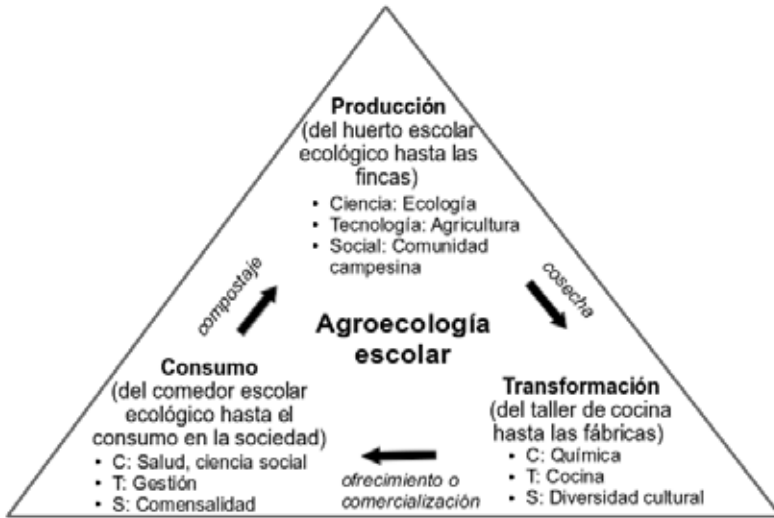 Producción
(del huerto escolar
ecológico hasta las
fincas)
• Ciencia: Ecología
• Tecnología: Agricultura
• Social: Comunidad
campesina
compostaje
cosecha
Agroecología
escolar
Consumo
(del comedor escolar
ecológico hasta el
consumo en la sociedad)
• C: Salud, ciencia social
• T: Gestión
• S: Comensalidad
ofrecimiento o
comercialización
Transformación
(del taller de cocina
hasta las fábricas)
• C: Química
• T: Cocina
• S: Diversidad cultural